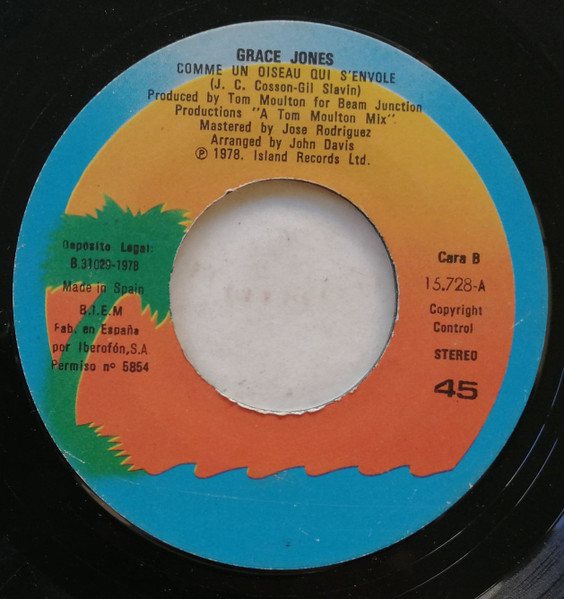 GRACE JONES
COMME UN OISEAU QUI S'ENVOLE
(J. C. Cosson-Gil Slavin)
Produced by Tom Moulton for Beam Junction
Productions "A Tom Moulton Mix"
Mastered by Jose Rodriguez
Arranged by John Davis
℗ 1978. Island Records Ltd.
Depósito Legal:
B.31029-1978
Made in Spain
B.I.E.M
Fab. en España
por Iberofón,S.A.
Permiso nº 5854
Cara B
15.728-A
Copyright
Control
STEREO
45